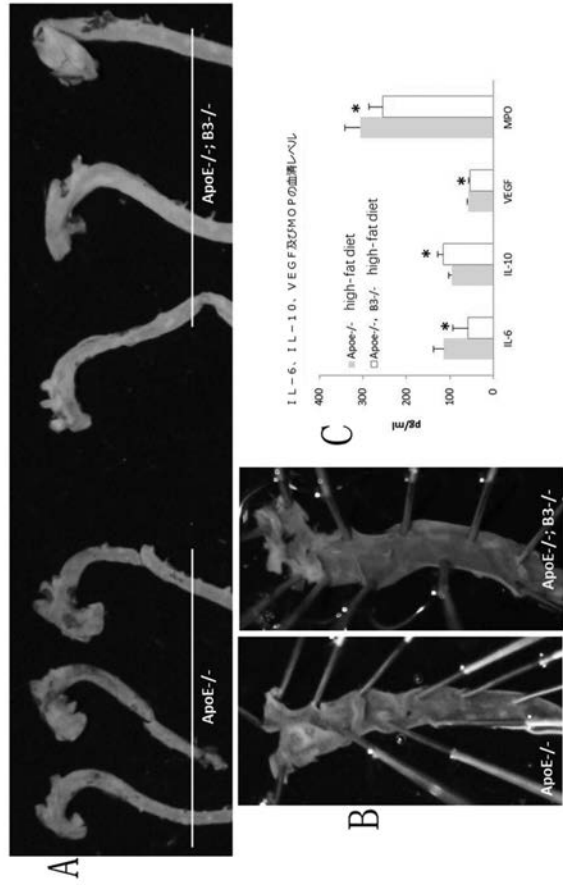 A
ApoE-/-
ApoE-/-; B3-/-
B
ApoE-/-
ApoE-/-; B3-/-
C
IL-6、IL-10、VEGF及びMOPの血清レベル
Apoe-/- high-fat diet
Apoe-/-, B3-/- high-fat diet
pg/ml
400
300
200
100
0
*
*
*
*
IL-6
IL-10
VEGF
MPO